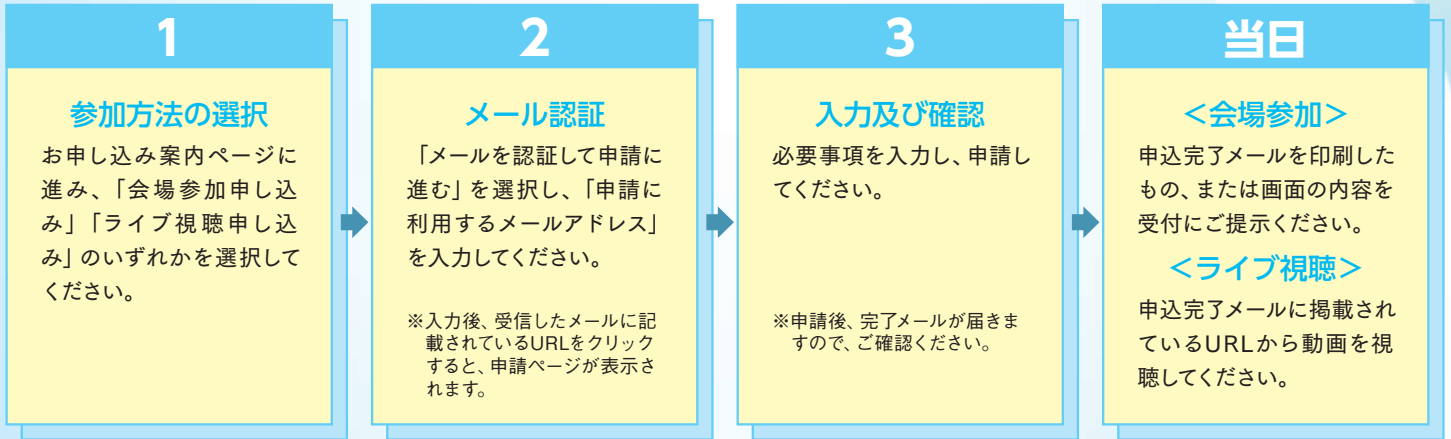 1
参加方法の選択
お申し込み案内ページに
進み、「会場参加申し込
み」「ライブ視聴申し込
み」のいずれかを選択して
ください。
2
メール認証
「メールを認証して申請に
進む」を選択し、「申請に
利用するメールアドレス」
を入力してください。
※入力後、受信したメールに記
載されているURLをクリック
すると、申請ページが表示さ
れます。
3
入力及び確認
必要事項を入力し、申請し
てください。
※申請後、完了メールが届きま
すので、ご確認ください。
当日
＜会場参加＞
申込完了メールを印刷した
もの、または画面の内容を
受付にご提示ください。
＜ライブ視聴＞
申込完了メールに掲載され
ているURLから動画を視
聴してください。